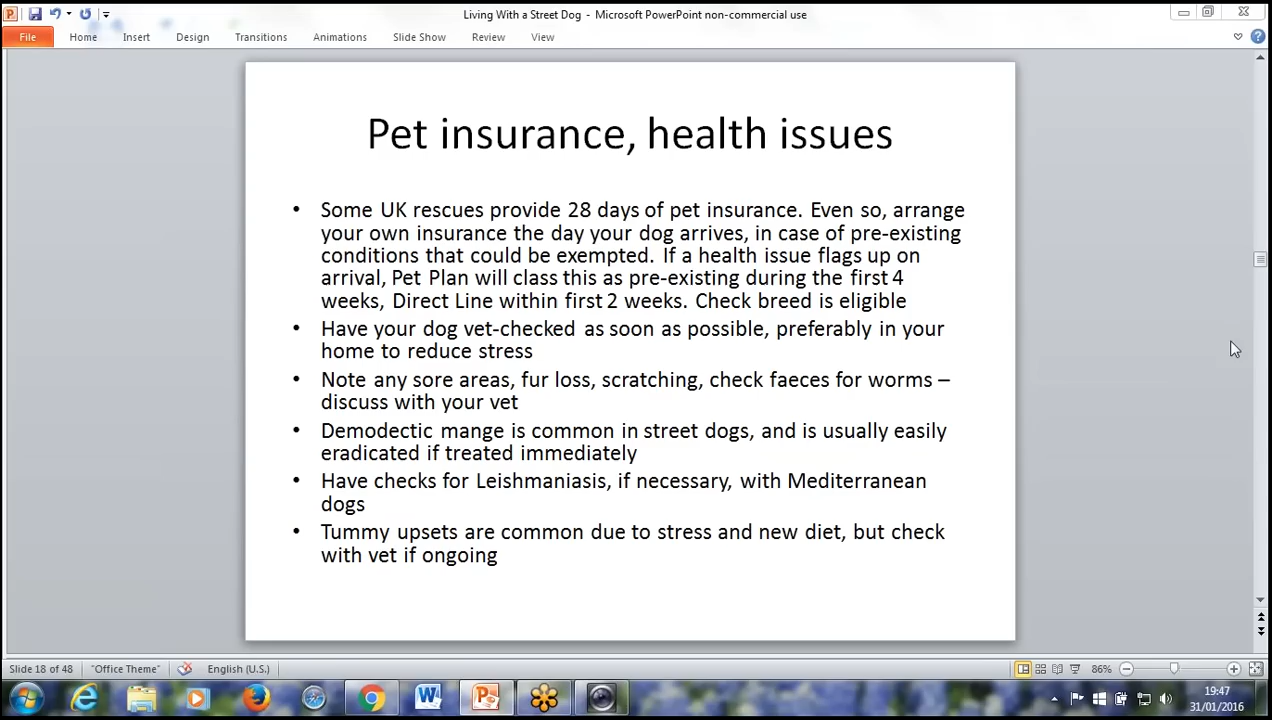 Living With a Street Dog - Microsoft PowerPoint non-commercial use
File Home Insert Design Transitions Animations Slide Show Review View
Pet insurance, health issues
• Some UK rescues provide 28 days of pet insurance. Even so, arrange
your own insurance the day your dog arrives, in case of pre-existing
conditions that could be exempted. If a health issue flags up on
arrival, Pet Plan will class this as pre-existing during the first 4
weeks, Direct Line within first 2 weeks. Check breed is eligible
• Have your dog vet-checked as soon as possible, preferably in your
home to reduce stress
• Note any sore areas, fur loss, scratching, check faeces for worms –
discuss with your vet
• Demodectic mange is common in street dogs, and is usually easily
eradicated if treated immediately
• Have checks for Leishmaniasis, if necessary, with Mediterranean
dogs
• Tummy upsets are common due to stress and new diet, but check
with vet if ongoing
Slide 18 of 48 "Office Theme" English (U.S.) 86%
19:47
31/01/2016